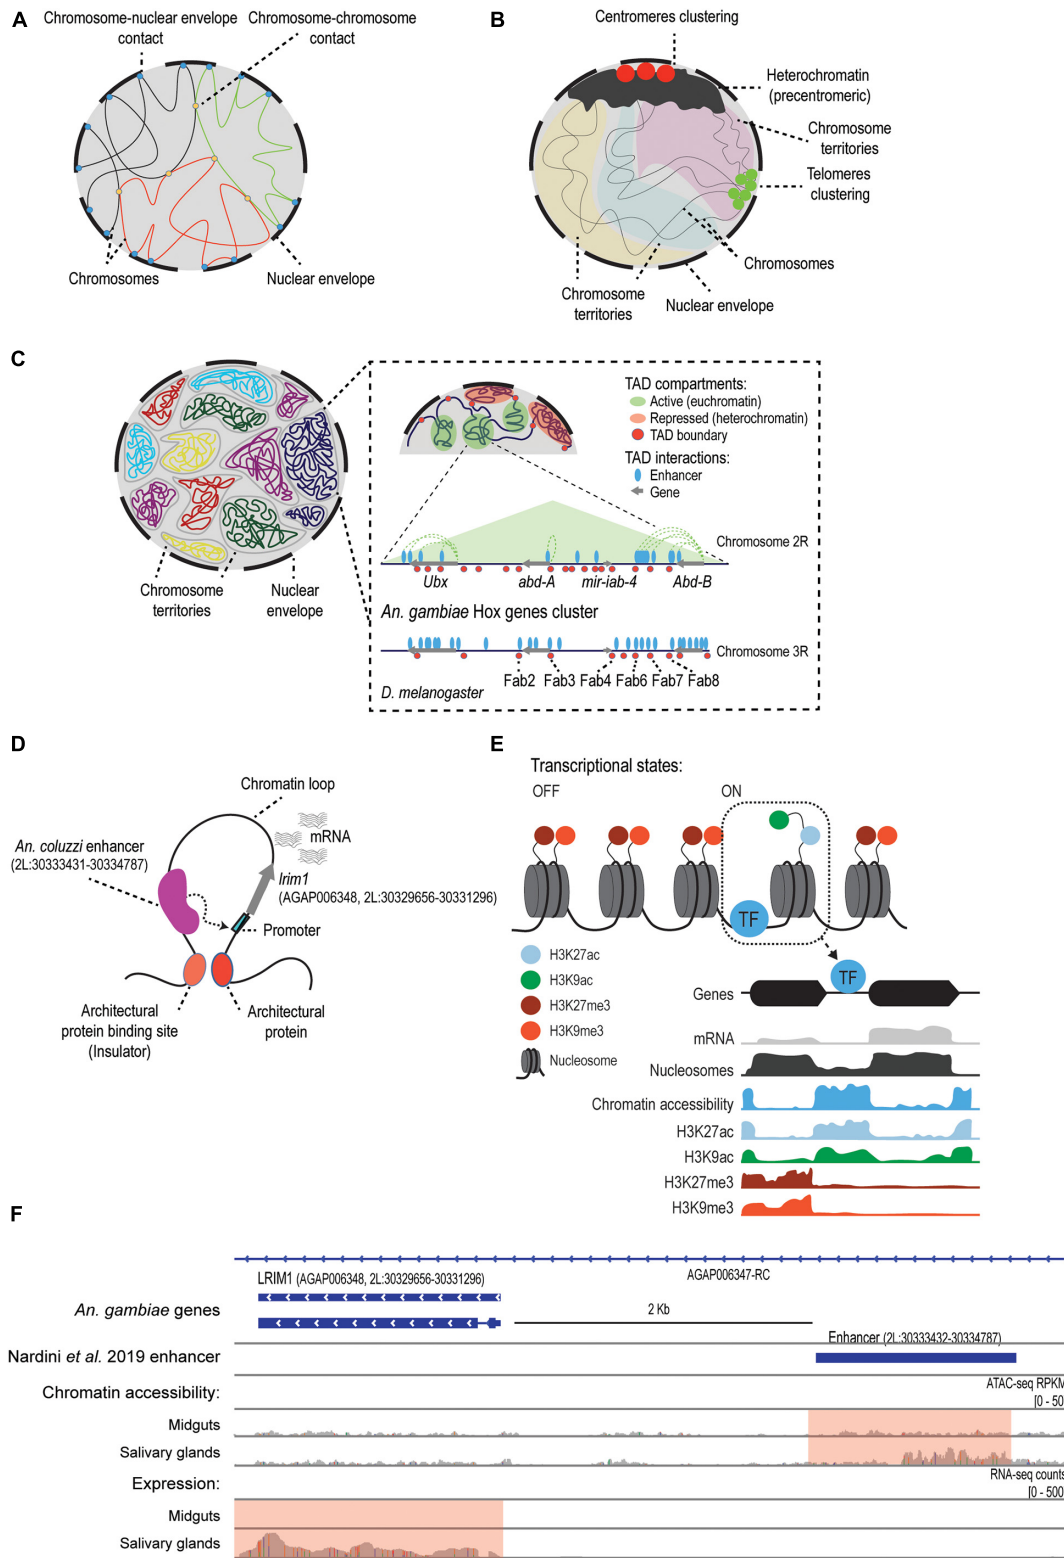 A
Chromosome-nuclear envelope
contact
Chromosome-chromosome
contact
Chromosomes
Nuclear envelope
B
Centromeres clustering
Heterochromatin
(precentromeric)
Chromosome
territories
Telomeres
clustering
Chromosomes
Chromosome
territories
Nuclear envelope
C
Chromosome
territories
Nuclear
envelope
TAD compartments:
Active (euchromatin)
Repressed (heterochromatin)
TAD boundary
TAD interactions:
Enhancer
Gene
Chromosome 2R
Ubx
abd-A
mir-iab-4
Abd-B
An. gambiae Hox genes cluster
Chromosome 3R
Fab2
Fab3
Fab4
Fab6
Fab7
Fab8
D. melanogaster
D
Chromatin loop
mRNA
An. coluzzi enhancer
(2L:30333431-30334787)
lrim1
(AGAP006348, 2L:30329656-30331296)
Promoter
Architectural
protein binding site
(Insulator)
Architectural
protein
E
Transcriptional states:
OFF
ON
TF
H3K27ac
H3K9ac
H3K27me3
H3K9me3
Nucleosome
TF
Genes
mRNA
Nucleosomes
Chromatin accessibility
H3K27ac
H3K9ac
H3K27me3
H3K9me3
F
LRIM1 (AGAP006348, 2L:30329656-30331296)
AGAP006347-RC
An. gambiae genes
2 Kb
Enhancer (2L:30333432-30334787)
Nardini et al. 2019 enhancer
Chromatin accessibility:
ATAC-seq RPKM
[0 - 50
Midguts
Salivary glands
Expression:
RNA-seq counts
[0 - 500
Midguts
Salivary glands